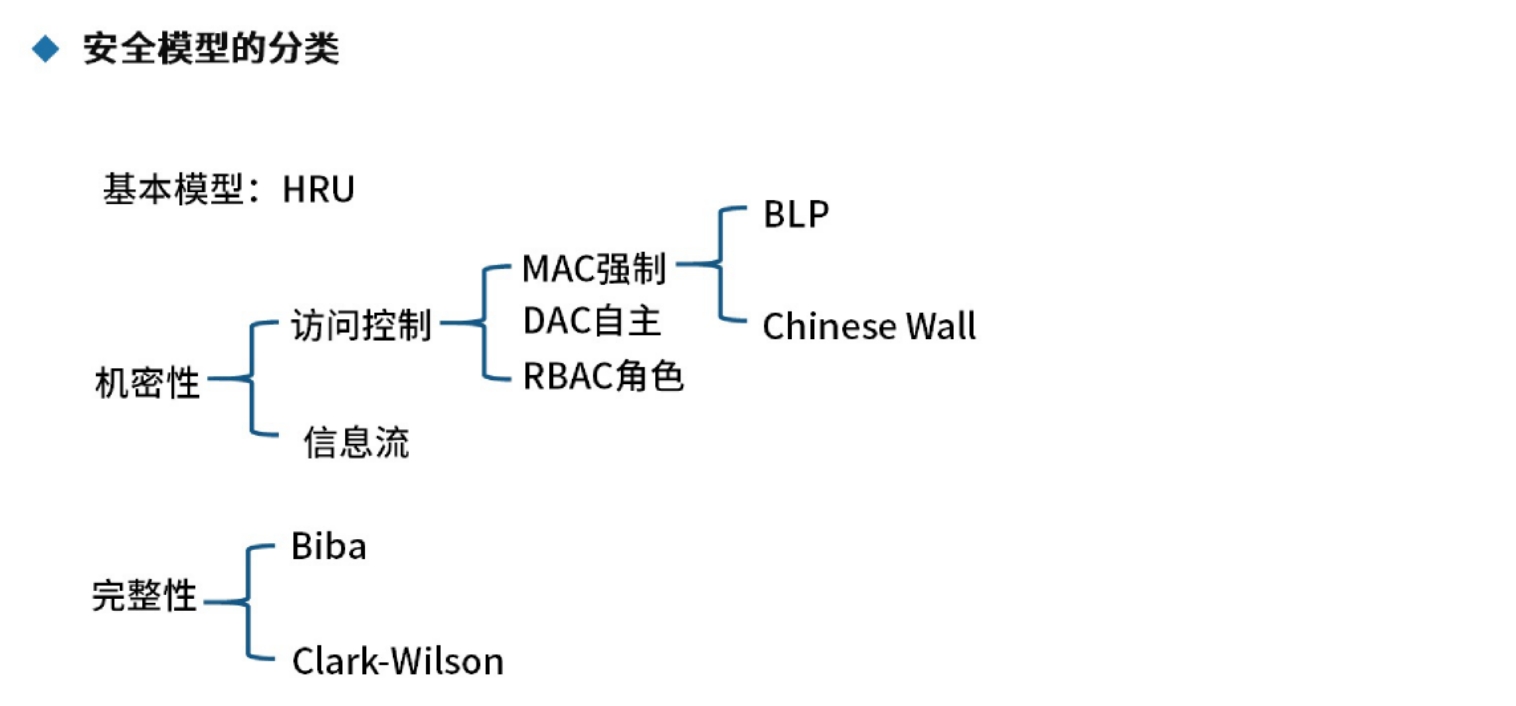 安全模型的分类
基本模型：HRU
BLP
MAC强制
访问控制
DAC自主
Chinese Wall
RBAC角色
机密性
信息流
Biba
完整性
Clark-Wilson